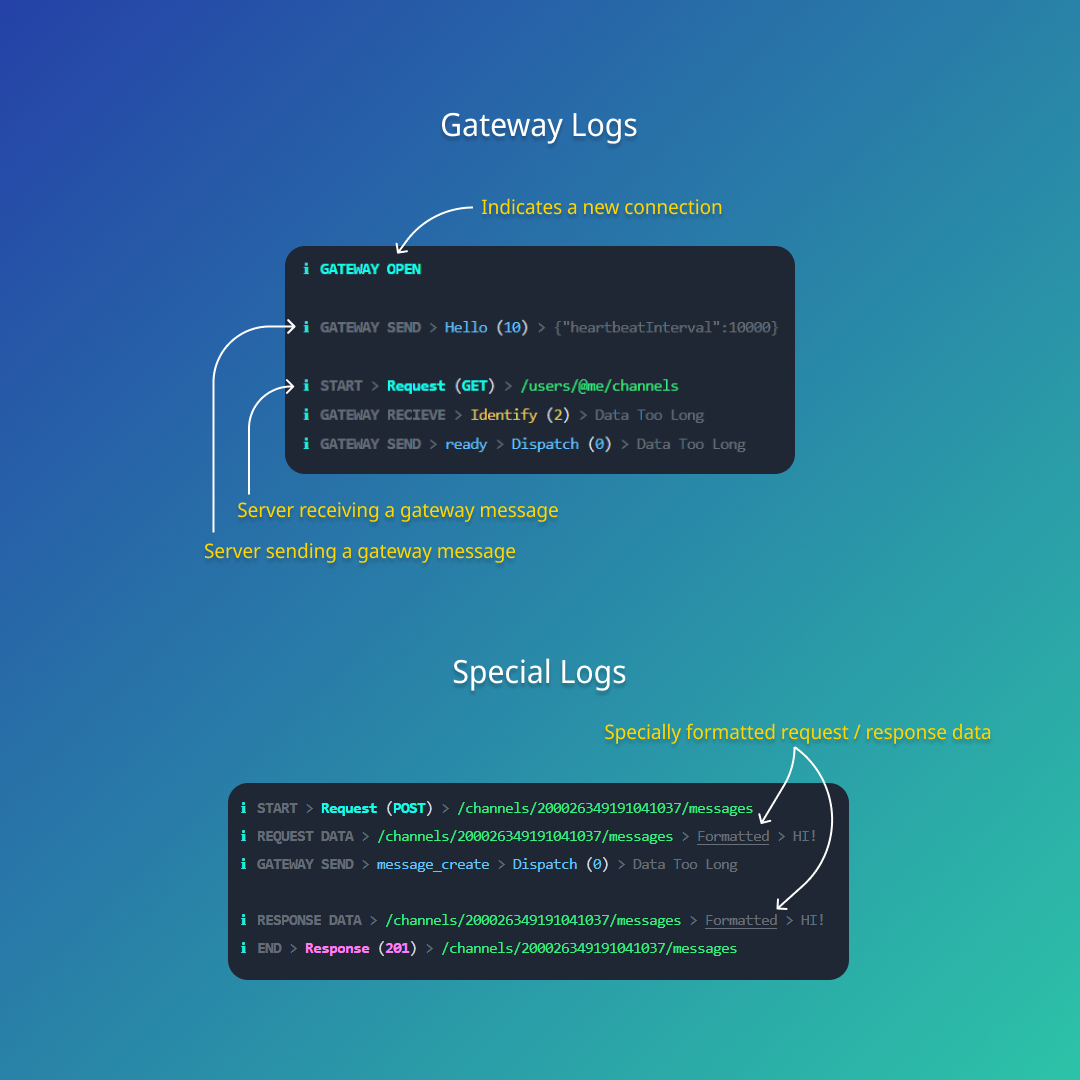 Gateway Logs
Indicates a new connection
i GATEWAY OPEN
i GATEWAY SEND > Hello (10) > {"heartbeatInterval":10000}
i START > Request (GET) > /users/@me/channels
i GATEWAY RECIEVE > Identify (2) > Data Too Long
i GATEWAY SEND > ready > Dispatch (0) > Data Too Long
Server receiving a gateway message
Server sending a gateway message
Special Logs
Specially formatted request / response data
i START > Request (POST) > /channels/200026349191041037/messages
i REQUEST DATA > /channels/200026349191041037/messages > Formatted > HI!
i GATEWAY SEND > message_create > Dispatch (0) > Data Too Long
i RESPONSE DATA > /channels/200026349191041037/messages > Formatted > HI!
i END > Response (201) > /channels/200026349191041037/messages